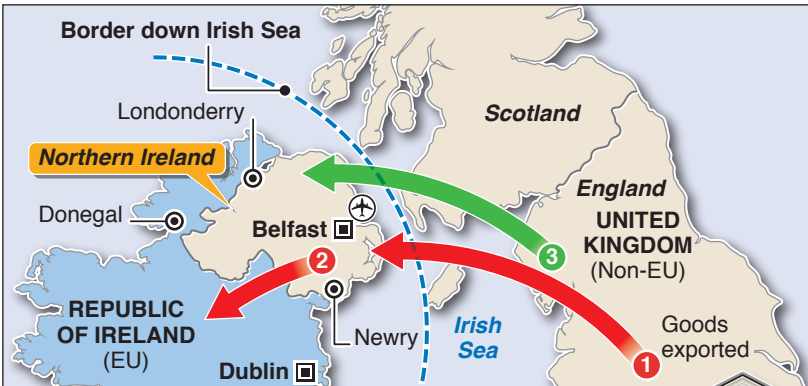 Border down Irish Sea
Londonderry
Scotland
Northern Ireland
England
Donegal
Belfast
UNITED
KINGDOM
(Non-EU)
3
2
REPUBLIC
OF IRELAND
(EU)
Newry
Irish
Sea
Goods
exported
1
Dublin